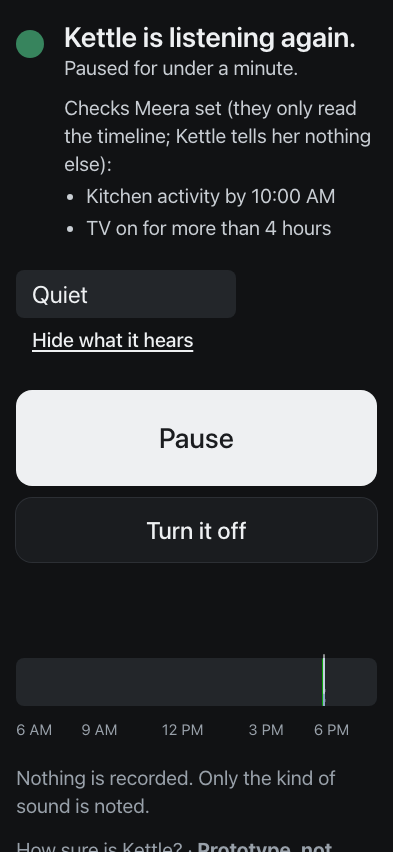 Kettle is listening again.
Paused for under a minute.
Checks Meera set (they only read
the timeline; Kettle tells her nothing
else):
• Kitchen activity by 10:00 AM
• TV on for more than 4 hours
Quiet
Hide what it hears
Pause
Turn it off
6 AM 9 AM 12 PM 3 PM 6 PM
Nothing is recorded. Only the kind of
sound is noted.
How sure is Kettle? · Prototype, not